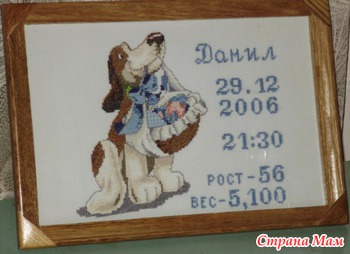 Данил
29.12
2006
21:30
РОСТ-56
ВЕС-5,100
Страна Мам